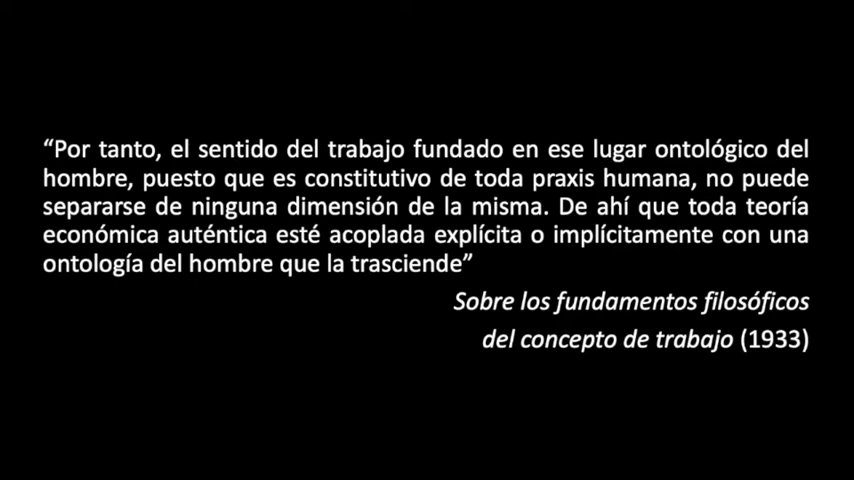 “Por tanto, el sentido del trabajo fundado en ese lugar ontológico del
hombre, puesto que es constitutivo de toda praxis humana, no puede
separarse de ninguna dimensión de la misma. De ahí que toda teoría
económica auténtica esté acoplada explícita o implícitamente con una
ontología del hombre que la trasciende”
Sobre los fundamentos filosóficos
del concepto de trabajo (1933)